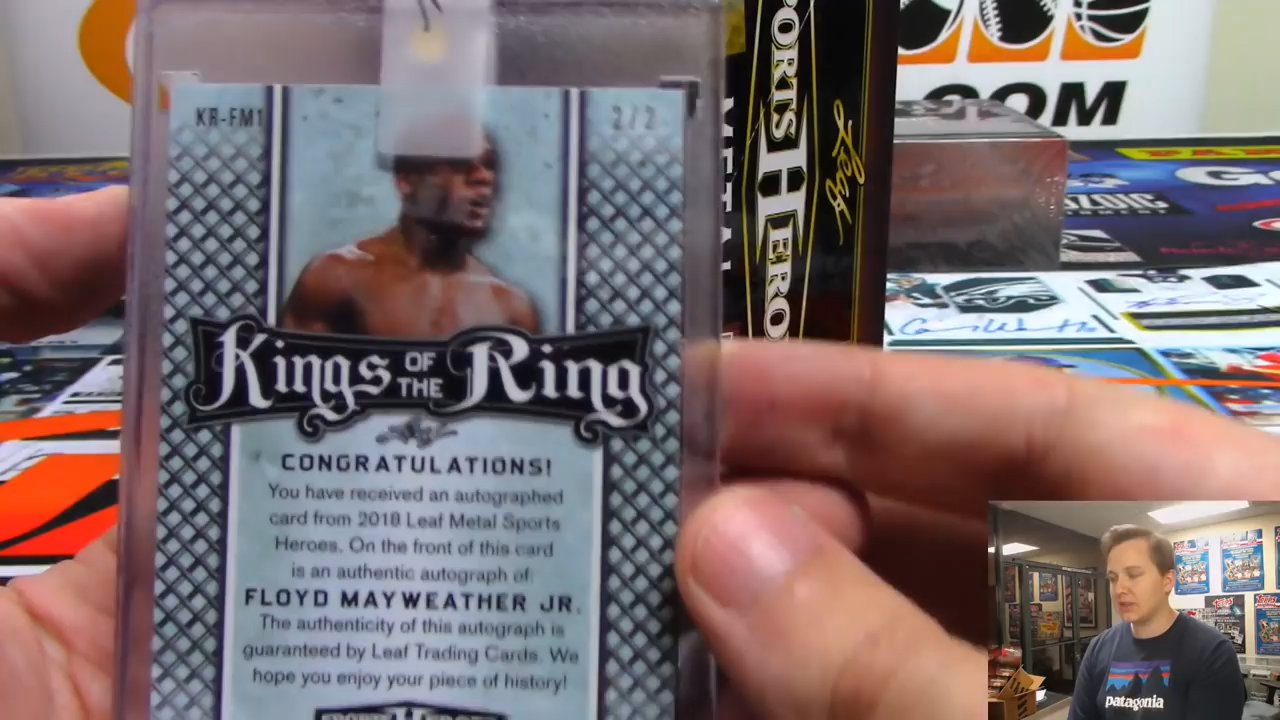 KR-FM1
2/2
Kings OF THE Ring
CONGRATULATIONS!
You have received an autographed
card from 2018 Leaf Metal Sports
Heroes. On the front of this card
is an authentic autograph of:
FLOYD MAYWEATHER JR.
The authenticity of this autograph is
guaranteed by Leaf Trading Cards. We
hope you enjoy your piece of history!
Leaf
.COM
patagonia